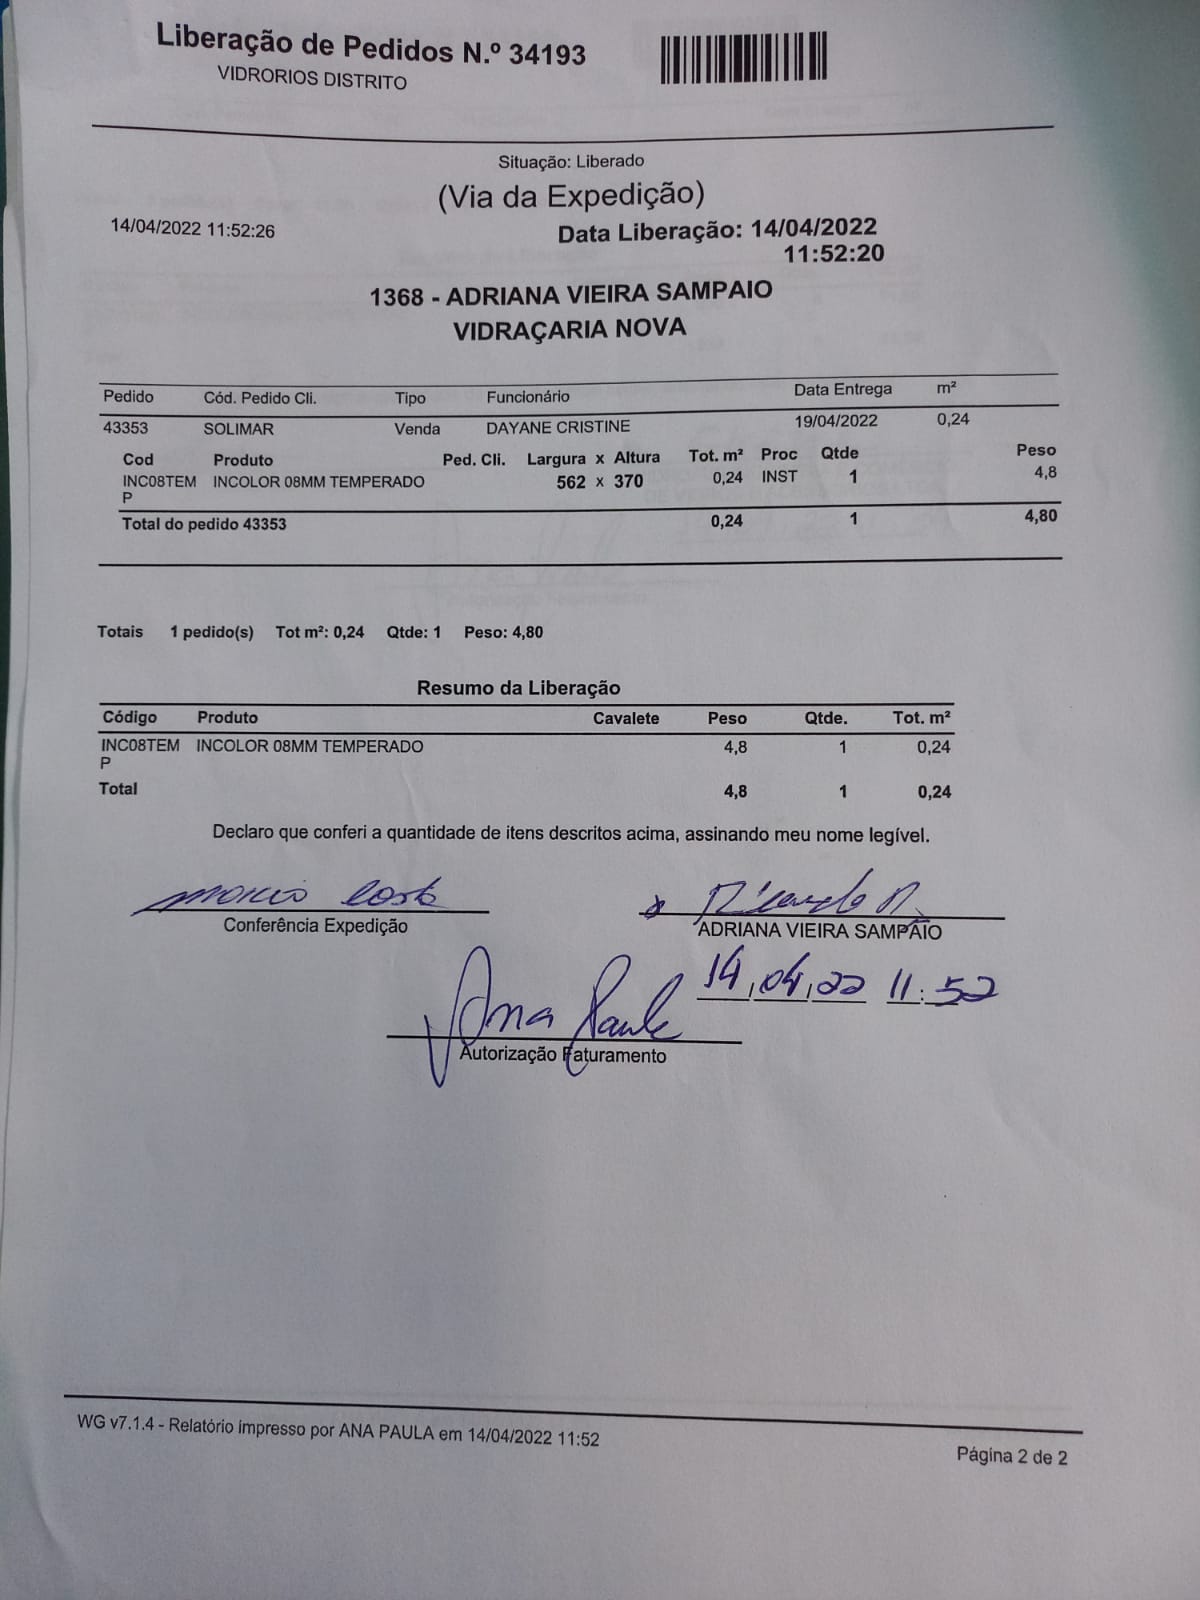 Liberação de Pedidos N.º 34193
VIDRORIOS DISTRITO
Situação: Liberado
(Via da Expedição)
14/04/2022 11:52:26
Data Liberação: 14/04/2022
11:52:20
1368 - ADRIANA VIEIRA SAMPAIO
VIDRAÇARIA NOVA
Pedido Cód. Pedido Cli. Tipo Funcionário Data Entrega m²
43353 SOLIMAR Venda DAYANE CRISTINE 19/04/2022 0,24
Cod Produto Ped. Cli. Largura x Altura Tot. m² Proc Qtde Peso
INC08TEM INCOLOR 08MM TEMPERADO 562 x 370 0,24 INST 1 4,8
P
Total do pedido 43353 0,24 1 4,80
Totais 1 pedido(s) Tot m²: 0,24 Qtde: 1 Peso: 4,80
Resumo da Liberação
Código Produto Cavalete Peso Qtde. Tot. m²
INC08TEM INCOLOR 08MM TEMPERADO 4,8 1 0,24
P
Total 4,8 1 0,24
Declaro que conferi a quantidade de itens descritos acima, assinando meu nome legível.
Ricardo
Conferência Expedição
ADRIANA VIEIRA SAMPAIO
14,04,22 11:52
Ana Paula
Autorização Faturamento
WG v7.1.4 - Relatório impresso por ANA PAULA em 14/04/2022 11:52
Página 2 de 2